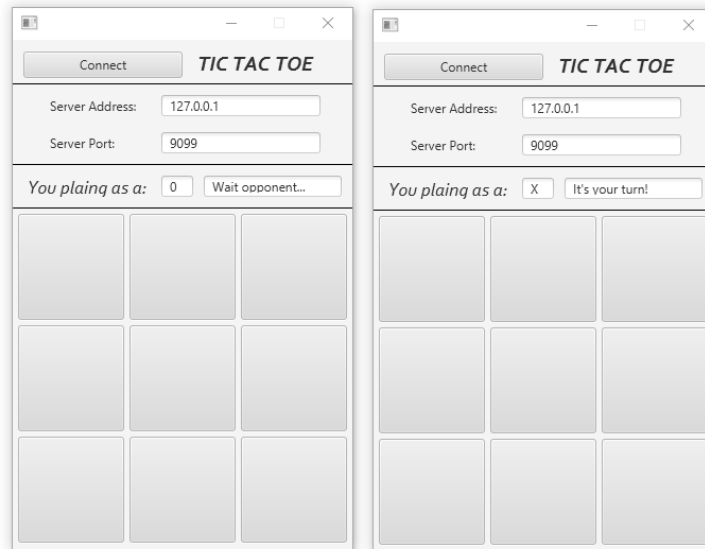 Connect TIC TAC TOE
Server Address: 127.0.0.1
Server Port: 9099
You plaing as a: 0 Wait opponent...
Connect TIC TAC TOE
Server Address: 127.0.0.1
Server Port: 9099
You plaing as a: X It's your turn!